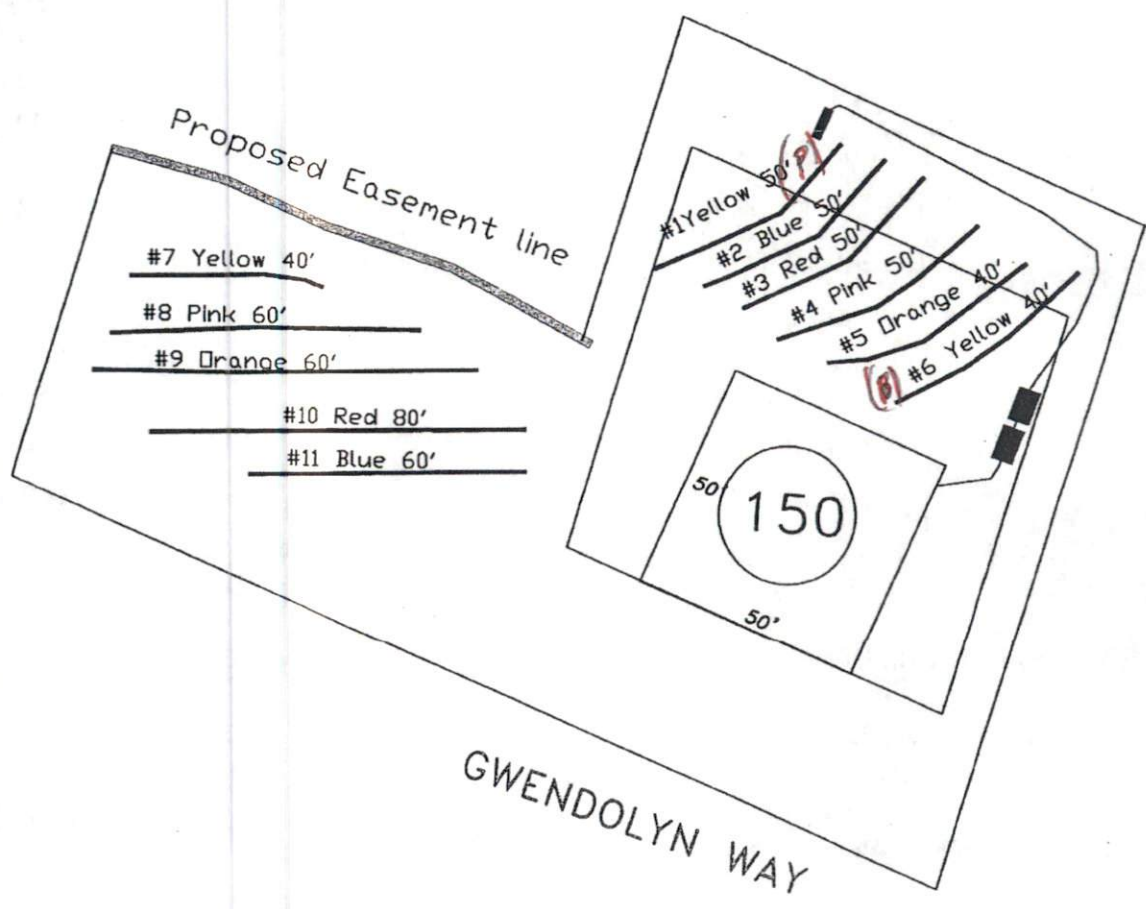 Proposed Easement line
#7 Yellow 40'
#8 Pink 60'
#9 Orange 60'
#10 Red 80'
#11 Blue 60'
#1Yellow 50' (P)
#2 Blue 50'
#3 Red 50'
#4 Pink 50'
#5 Orange 40'
#6 Yellow 40'
(B)
50'
150
50'
GWENDOLYN WAY